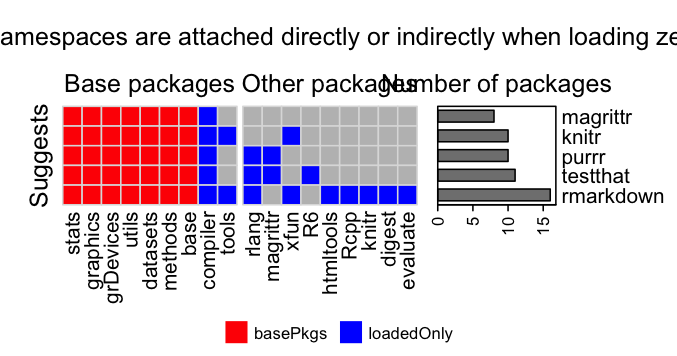 amespaces are attached directly or indirectly when loading ze
Base packages
Other packages
Number of packages
Suggests
magrittr
knitr
purrr
testthat
rmarkdown
stats
graphics
grDevices
utils
datasets
methods
base
compiler
tools
rlang
magrittr
xfun
R6
htmltools
Rcpp
knitr
digest
evaluate
0
5
10
15
basePkgs
loadedOnly